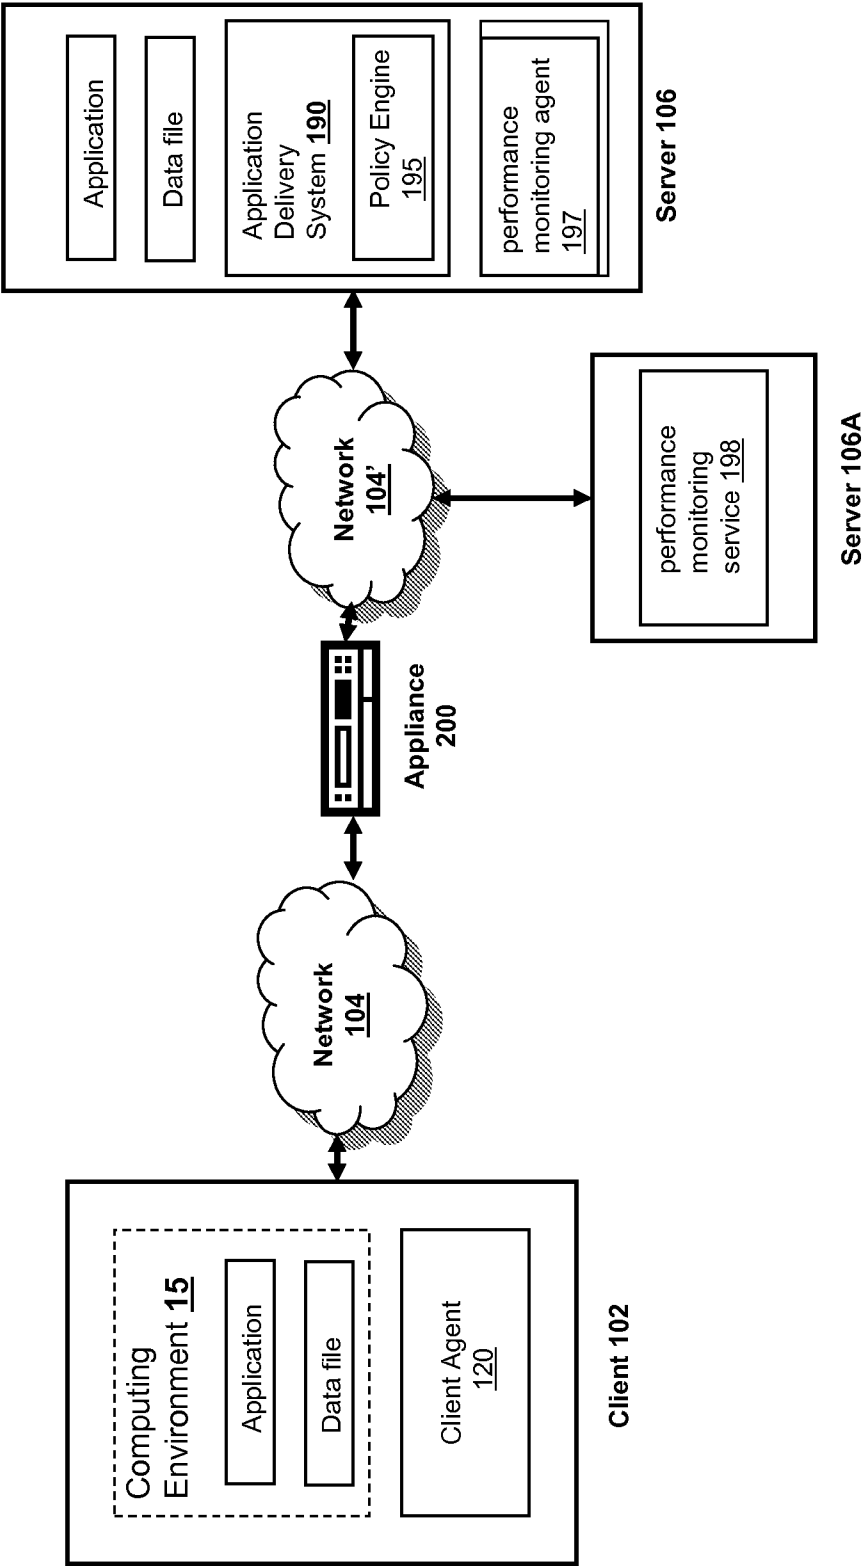 Computing
Environment 15
Application
Data file
Client Agent
120
Client 102
Network
104
Appliance
200
Network
104’
Application
Data file
Application
Delivery
System 190
Policy Engine
195
performance
monitoring agent
197
Server 106
performance
monitoring
service 198
Server 106A